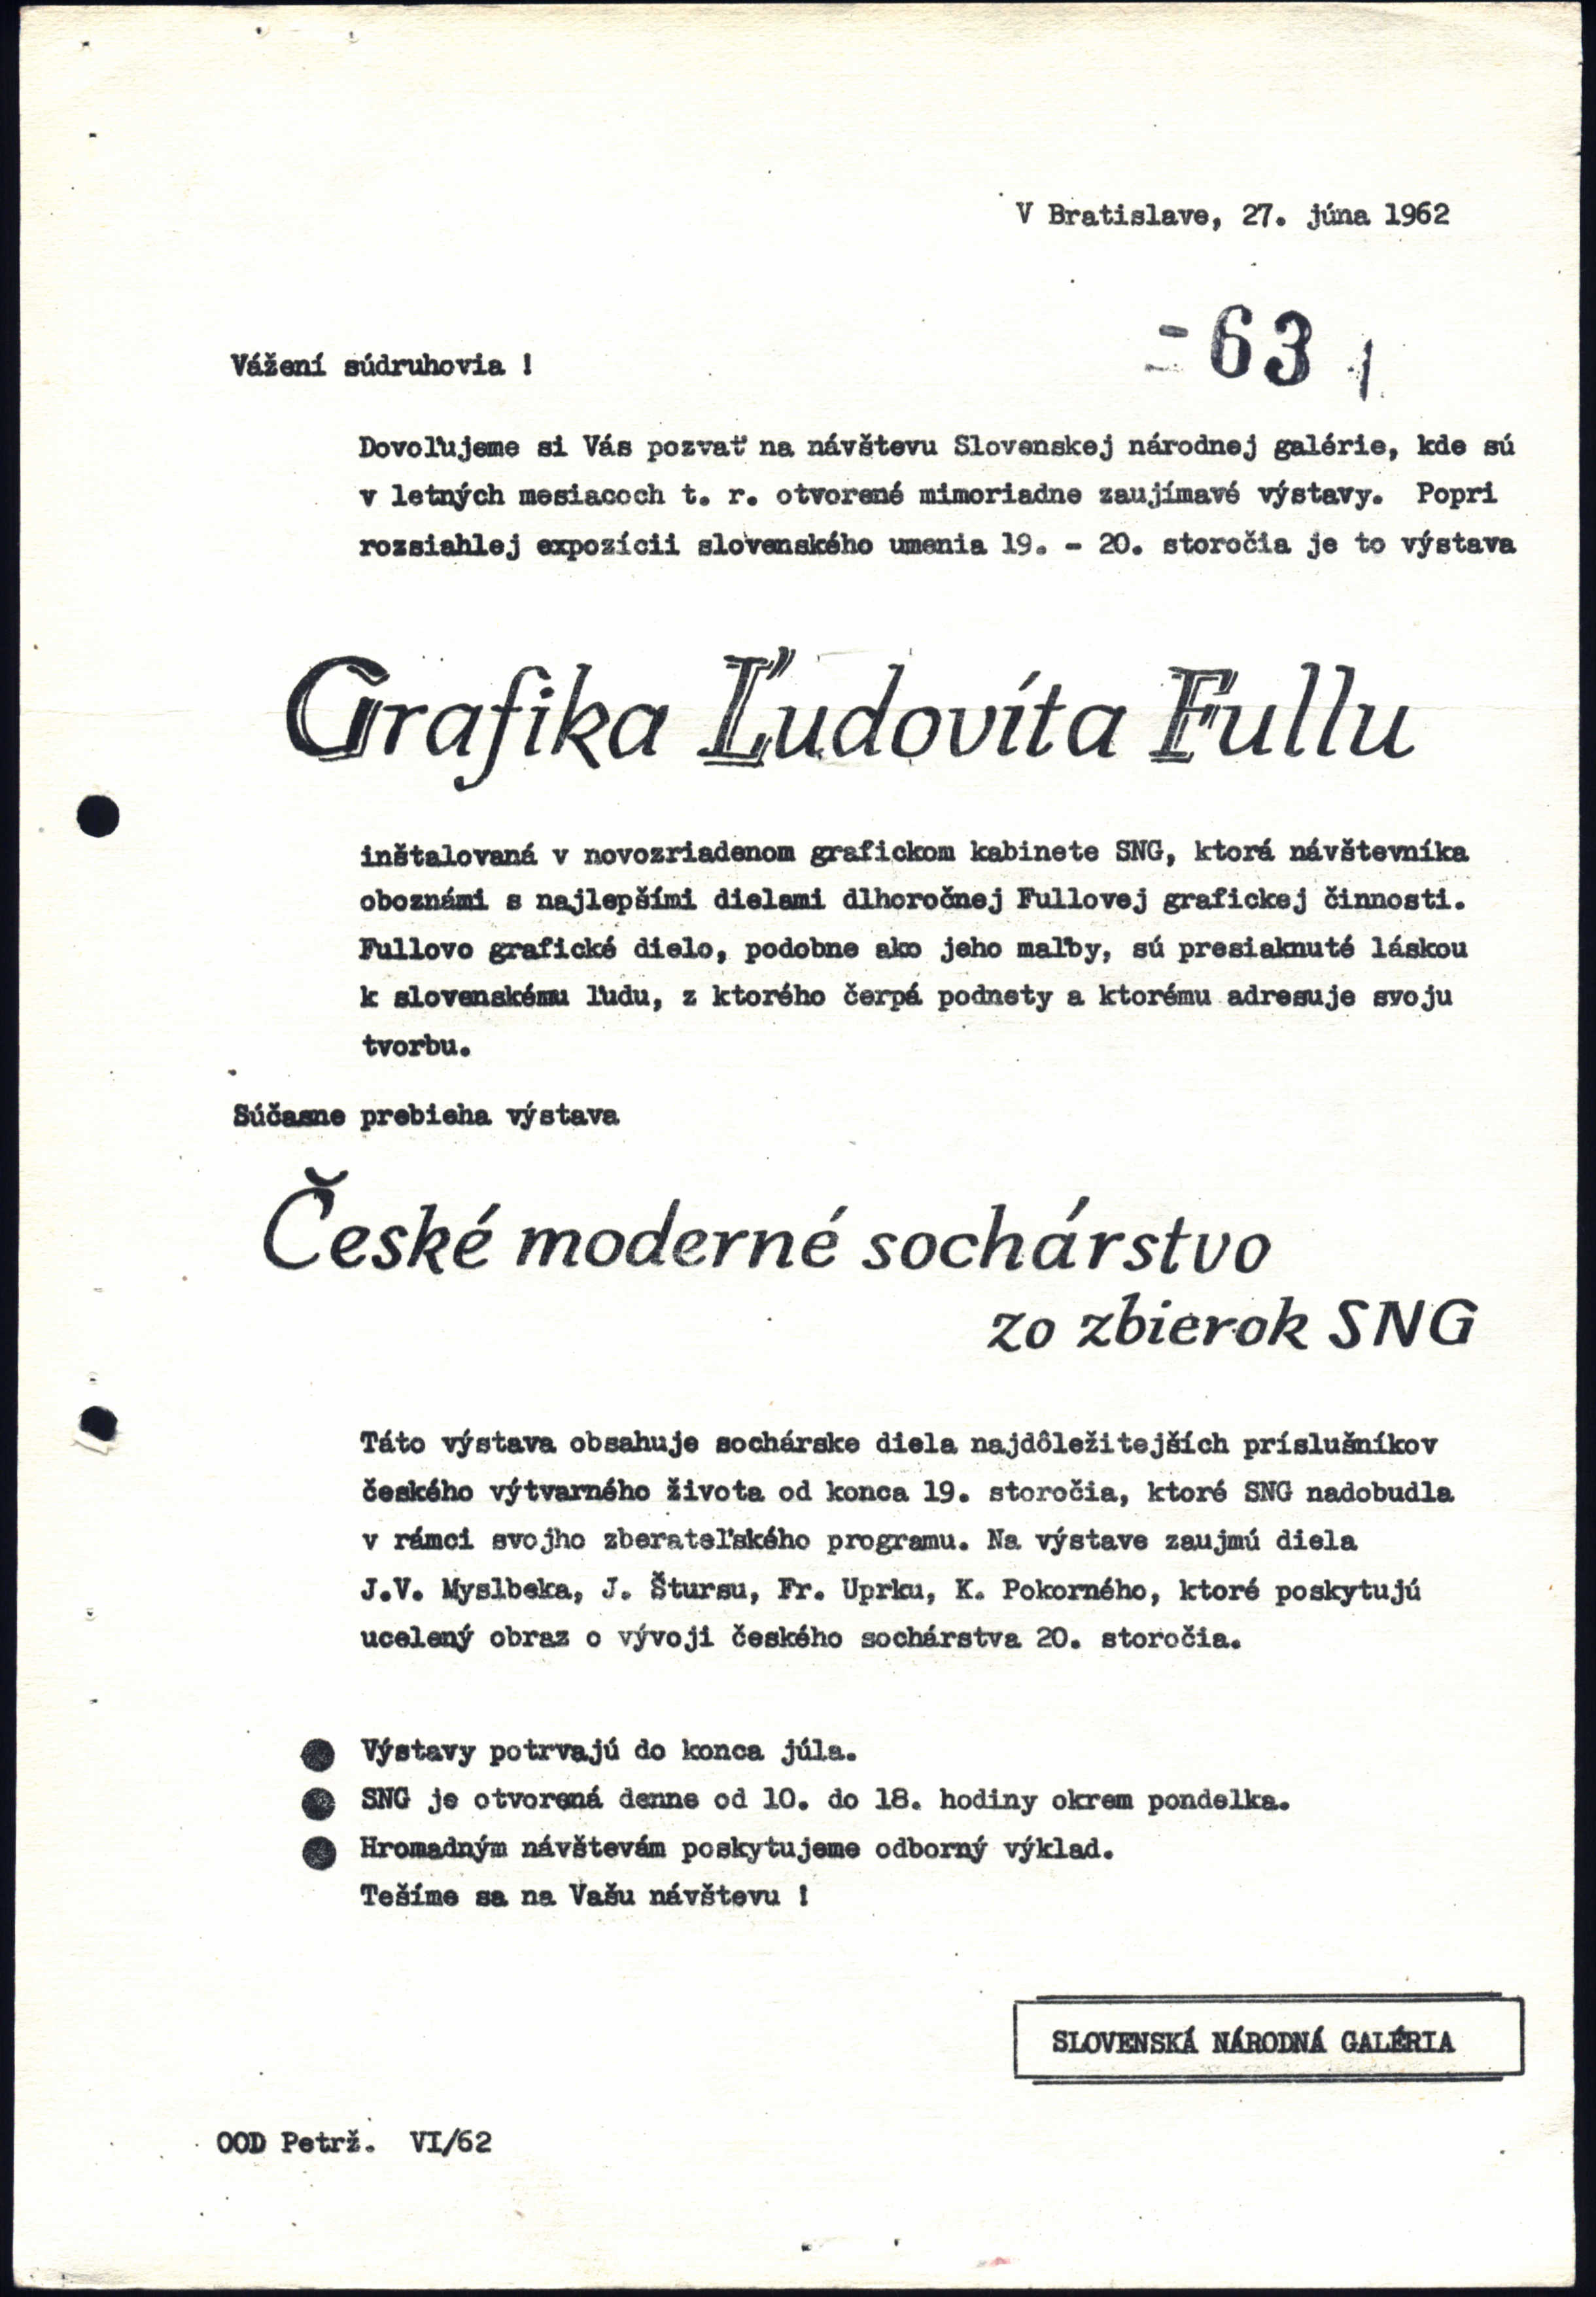 V Bratislave, 27. júna 1962
63
Vážení súdruhovia !
Dovoľujeme si Vás pozvať na návštevu Slovenskej národnej galérie, kde sú
v letných mesiacoch t. r. otvorené mimoriadne zaujímavé výstavy. Popri
rozsiahlej expozícii slovenského umenia 19. - 20. storočia je to výstava
Grafika Ľudovíta Fullu
inštalovaná v novozriadenom grafickom kabinete SNG, ktorá návštevníka
oboznámi s najlepšími dielami dlhoročnej Fullovej grafickej činnosti.
Fullovo grafické dielo, podobne ako jeho maľby, sú presiaknuté láskou
k slovenskému ľudu, z ktorého čerpá podnety a ktorému adresuje svoju
tvorbu.
Súčasne prebieha výstava
České moderné sochárstvo
zo zbierok SNG
Táto výstava obsahuje sochárske diela najdôležitejších príslušníkov
českého výtvarného života od konca 19. storočia, ktoré SNG nadobudla
v rámci svojho zberateľského programu. Na výstave zaujmú diela
J.V. Myslbeka, J. Štursu, Fr. Uprku, K. Pokorného, ktoré poskytujú
ucelený obraz o vývoji českého sochárstva 20. storočia.
Výstavy potrvajú do konca júla.
SNG je otvorená denne od 10. do 18. hodiny okrem pondelka.
Hromadným návštevám poskytujeme odborný výklad.
Tešíme sa na Vašu návštevu !
SLOVENSKÁ NÁRODNÁ GALÉRIA
OOD Petrž. VI/62